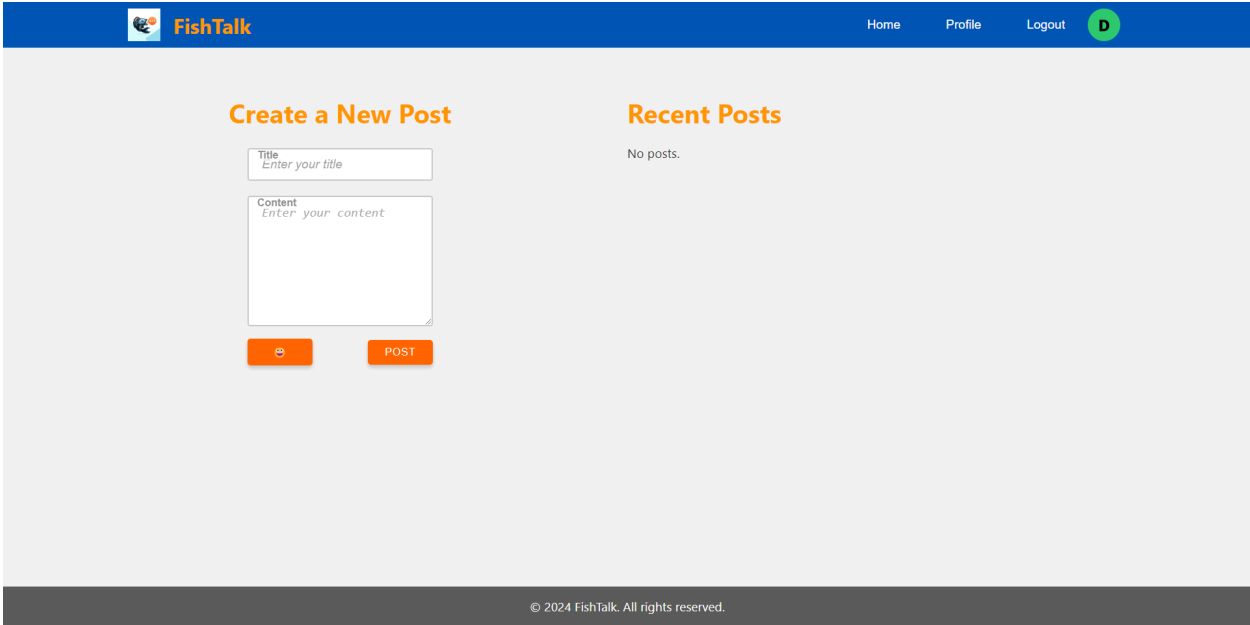 FishTalk
Home Profile Logout D
Create a New Post
Title
Enter your title
Content
Enter your content
POST
Recent Posts
No posts.
© 2024 FishTalk. All rights reserved.